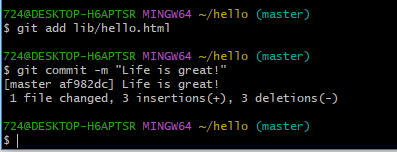 724@DESKTOP-H6APTSR MINGW64 ~/hello (master)
$ git add lib/hello.html
724@DESKTOP-H6APTSR MINGW64 ~/hello (master)
$ git commit -m "Life is great!"
[master af982dc] Life is great!
 1 file changed, 3 insertions(+), 3 deletions(-)
724@DESKTOP-H6APTSR MINGW64 ~/hello (master)
$